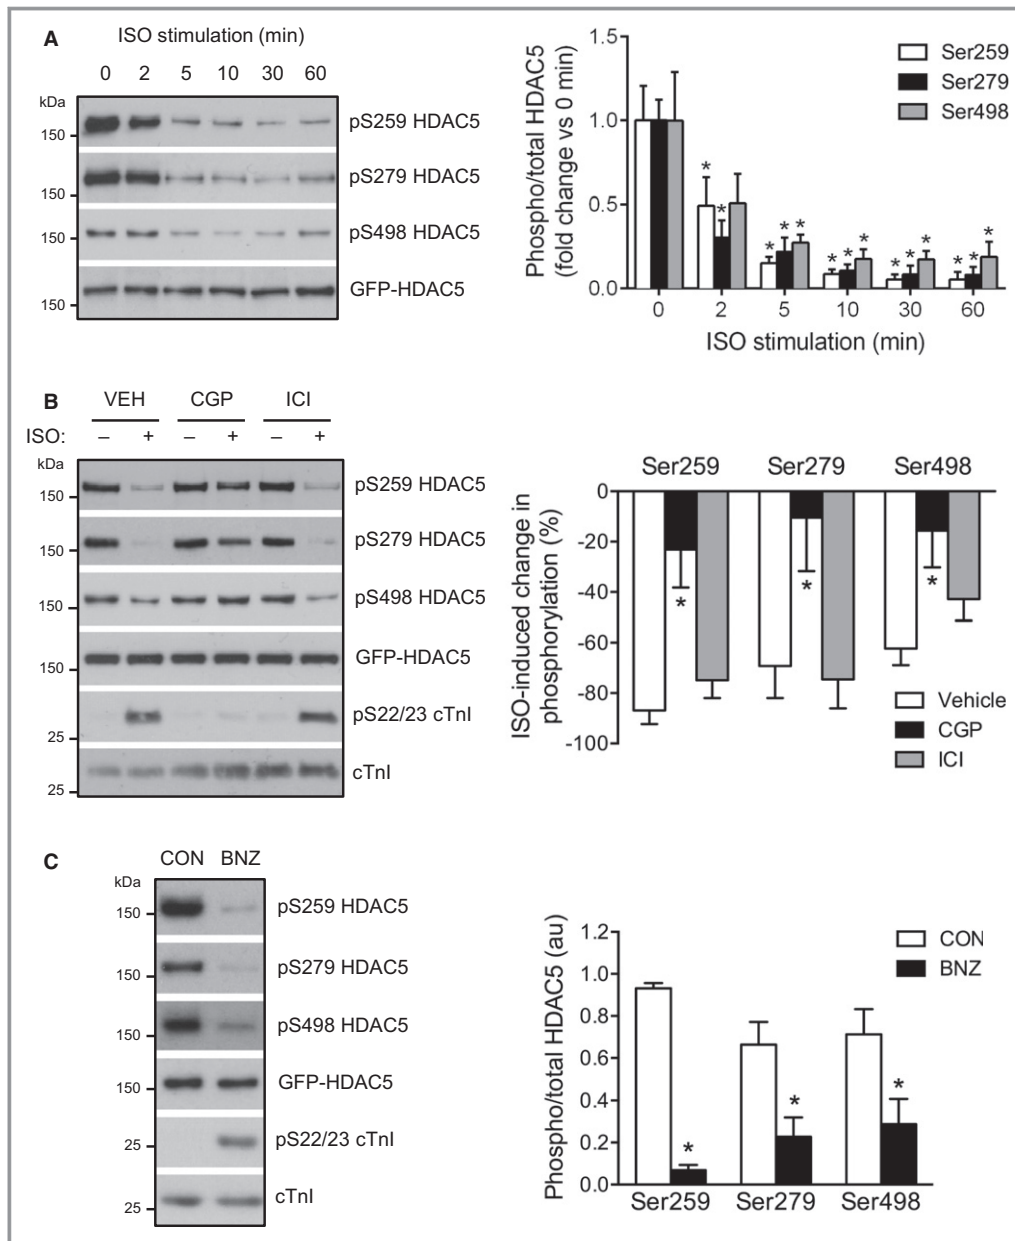 A
ISO stimulation (min)
0 2 5 10 30 60
kDa
150
pS259 HDAC5
150
pS279 HDAC5
150
pS498 HDAC5
150
GFP-HDAC5
Phospho/total HDAC5
(fold change vs 0 min)
1.5
1.0
0.5
0.0
Ser259
Ser279
Ser498
* *
* * *
* * *
* * *
* * *
0 2 5 10 30 60
ISO stimulation (min)
B
VEH CGP ICI
ISO: – + – + – +
kDa
150
pS259 HDAC5
150
pS279 HDAC5
150
pS498 HDAC5
150
GFP-HDAC5
25
pS22/23 cTnI
25
cTnI
ISO-induced change in
phosphorylation (%)
Ser259 Ser279 Ser498
0
-20
-40
-60
-80
-100
* * *
Vehicle
CGP
ICI
C
CON BNZ
kDa
150
pS259 HDAC5
150
pS279 HDAC5
150
pS498 HDAC5
150
GFP-HDAC5
25
pS22/23 cTnI
25
cTnI
Phospho/total HDAC5 (au)
1.2
1.0
0.8
0.6
0.4
0.2
0.0
CON
BNZ
* * *
Ser259 Ser279 Ser498